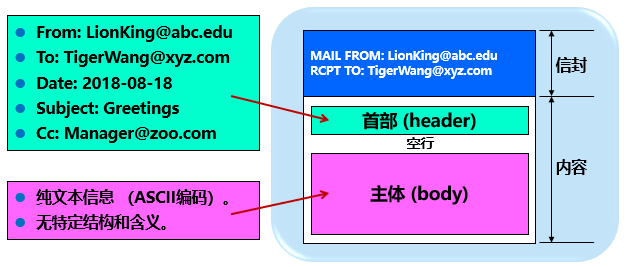 From: LionKing@abc.edu
To: TigerWang@xyz.com
Date: 2018-08-18
Subject: Greetings
Cc: Manager@zoo.com
纯文本信息 （ASCII编码）。
无特定结构和含义。
MAIL FROM: LionKing@abc.edu
RCPT TO: TigerWang@xyz.com
信封
首部 (header)
空行
主体 (body)
内容